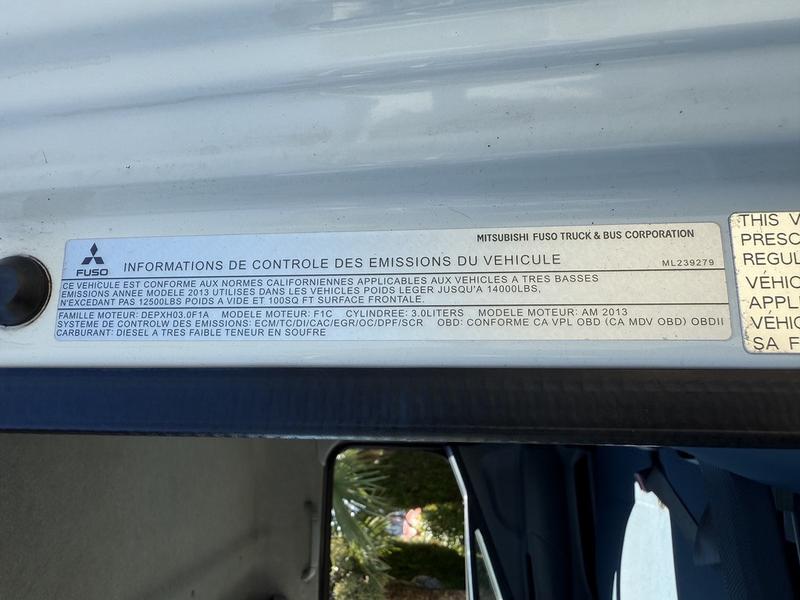 MITSUBISHI FUSO TRUCK & BUS CORPORATION
FUSO
INFORMATIONS DE CONTROLE DES EMISSIONS DU VEHICULE ML239279
CE VEHICULE EST CONFORME AUX NORMES CALIFORNIENNES APPLICABLES AUX VEHICLES A TRES BASSES
EMISSIONS ANNEE MODELE 2013 UTILISES DANS LES VEHICLES POIDS LEGER JUSQU'A 14000LBS,
N'EXCEDANT PAS 12500LBS POIDS A VIDE ET 100SQ FT SURFACE FRONTALE.
FAMILLE MOTEUR: DEPXH03.0F1A MODELE MOTEUR: F1C CYLINDREE: 3.0LITERS MODELE MOTEUR: AM 2013
SYSTEME DE CONTROLW DES EMISSIONS: ECM/TC/DI/CAC/EGR/OC/DPF/SCR OBD: CONFORME CA VPL OBD (CA MDV OBD) OBDII
CARBURANT: DIESEL A TRES FAIBLE TENEUR EN SOUFRE
THIS V
PRESC
REGUL
VÉHIC
APPLI
VÉHIC
SA F